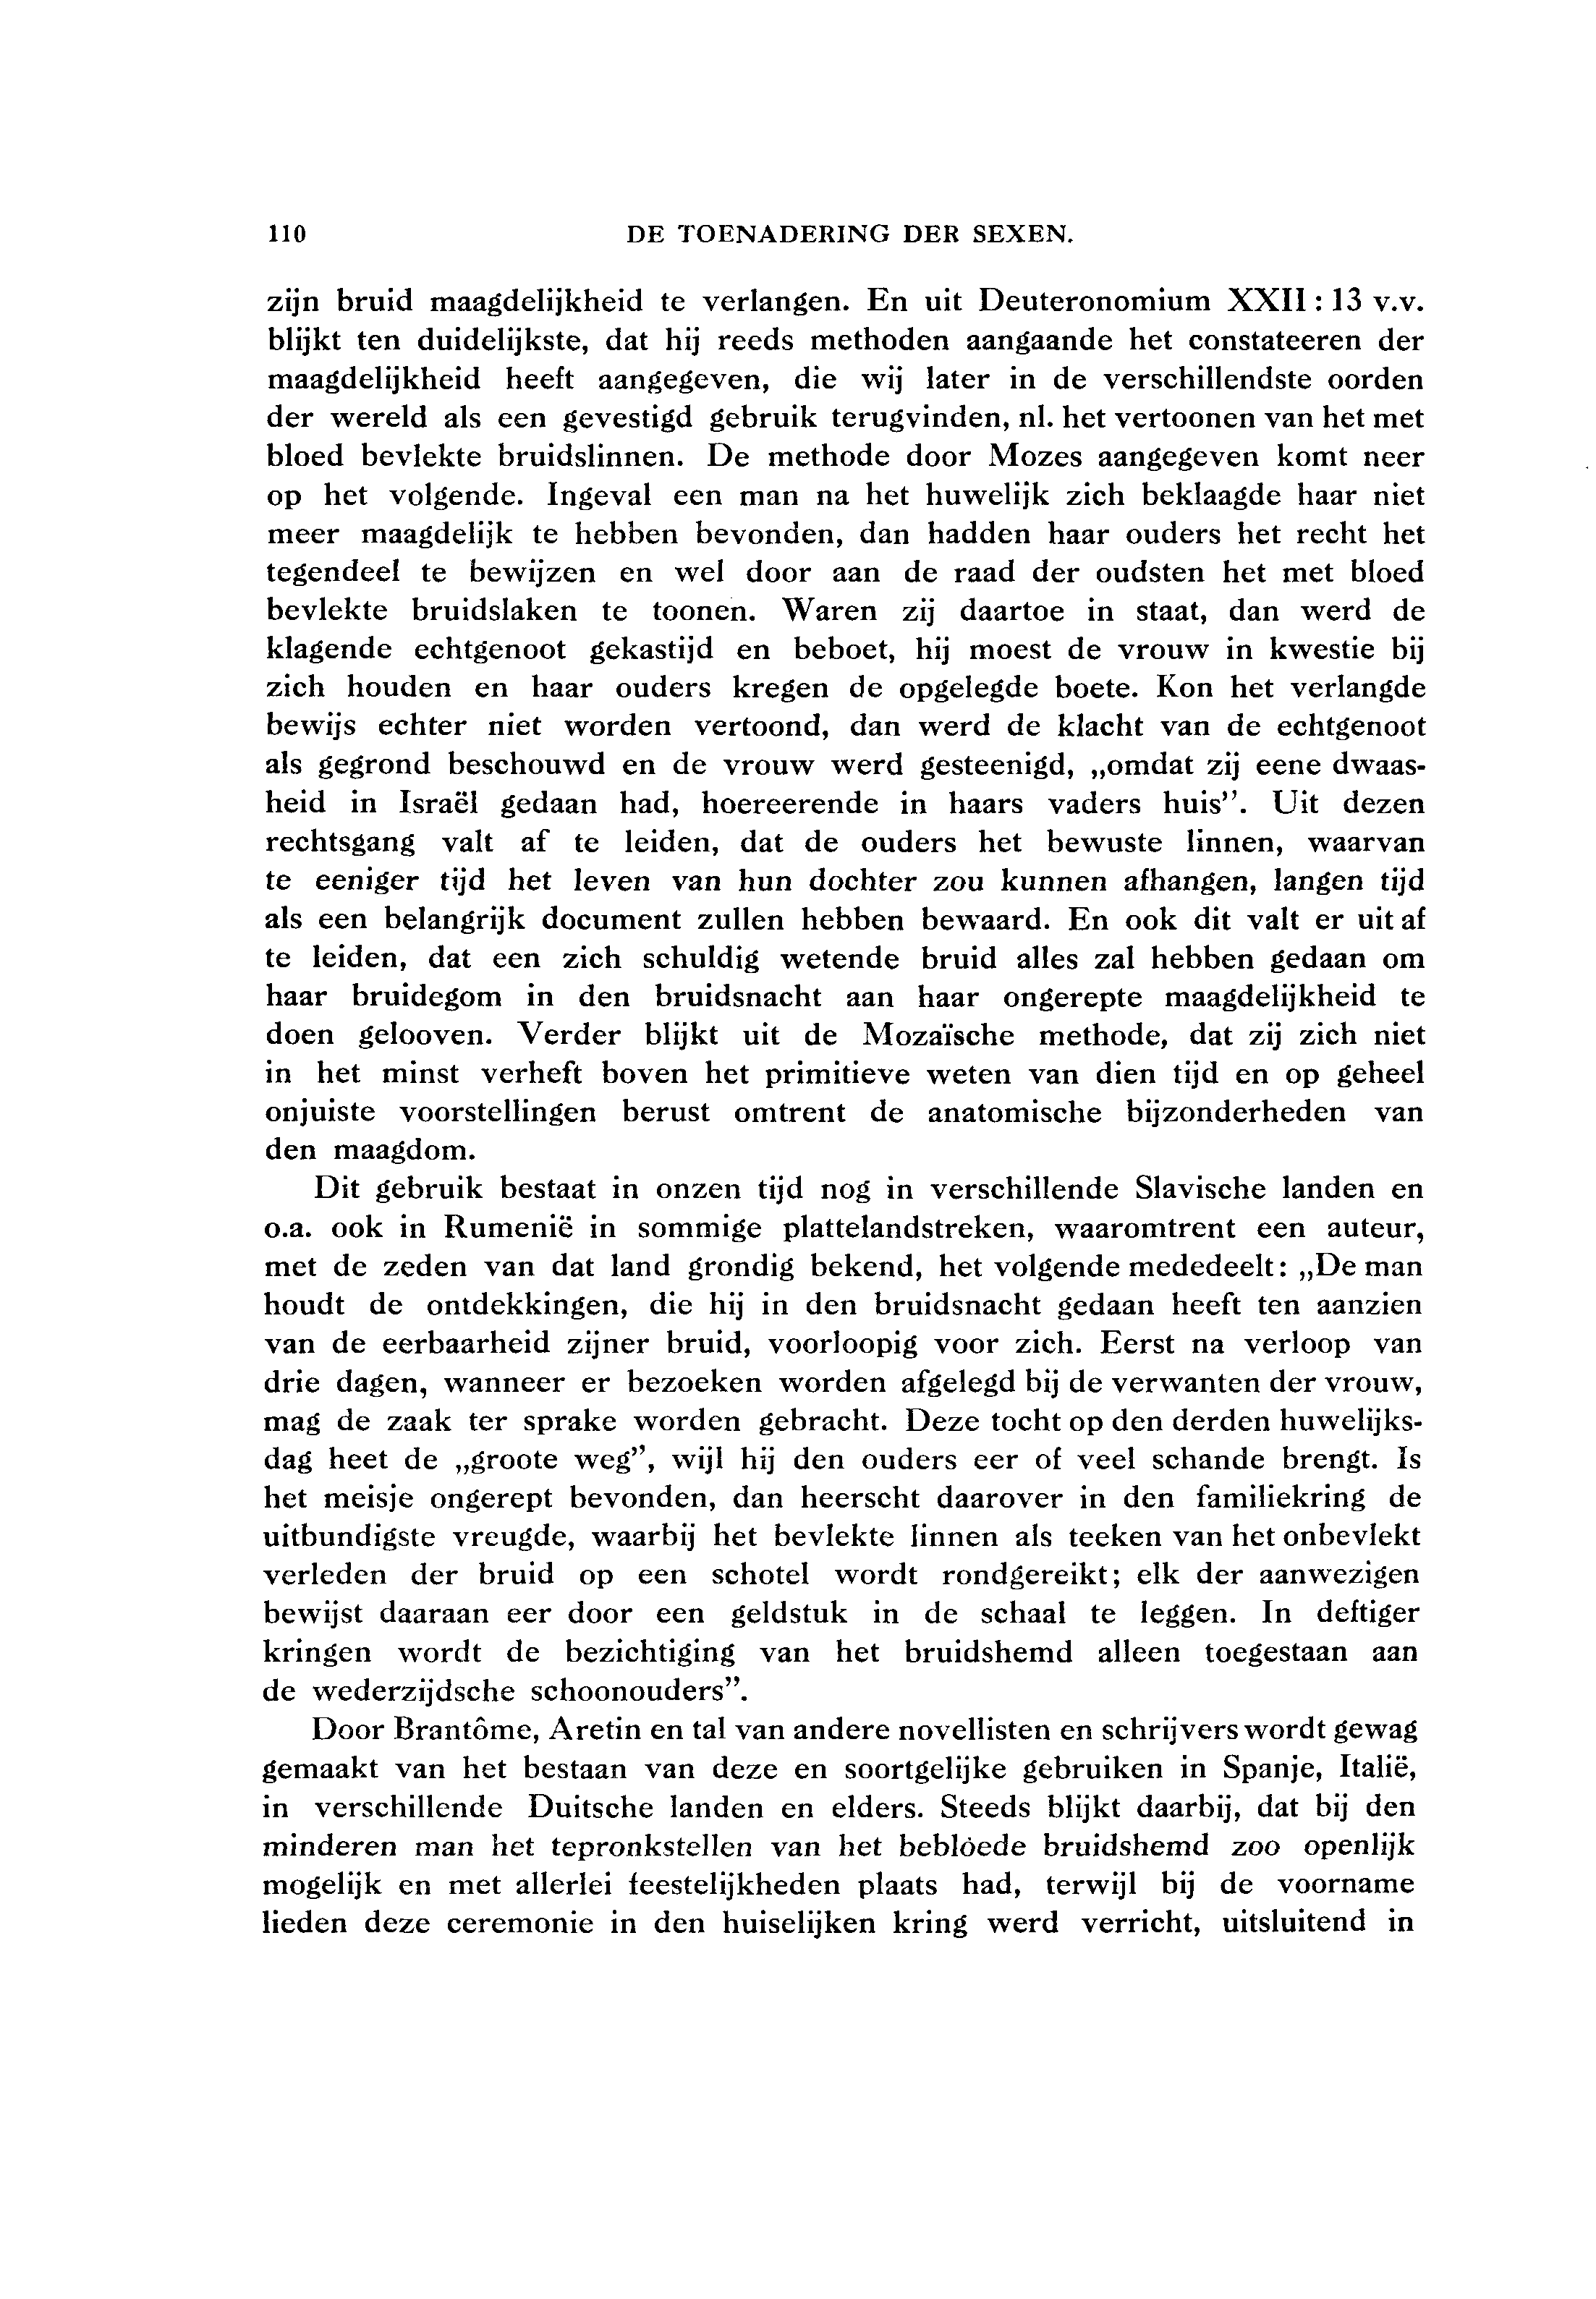 110 DE TOENADERING DER SEXEN.
zijn bruid maagdelijkheid te verlangen. En uit Deuteronomium XXII : 13 v.v.
blijkt ten duidelijkste, dat hij reeds methoden aangaande het constateeren der
maagdelijkheid heeft aangegeven, die wij later in de verschillendste oorden
der wereld als een gevestigd gebruik terugvinden, nl. het vertoonen van het met
bloed bevlekte bruidslinnen. De methode door Mozes aangegeven komt neer
op het volgende. Ingeval een man na het huwelijk zich beklaagde haar niet
meer maagdelijk te hebben bevonden, dan hadden haar ouders het recht het
tegendeel te bewijzen en wel door aan de raad der oudsten het met bloed
bevlekte bruidslaken te toonen. Waren zij daartoe in staat, dan werd de
klagende echtgenoot gekastijd en beboet, hij moest de vrouw in kwestie bij
zich houden en haar ouders kregen de opgelegde boete. Kon het verlangde
bewijs echter niet worden vertoond, dan werd de klacht van de echtgenoot
als gegrond beschouwd en de vrouw werd gesteenigd, „omdat zij eene dwaas-
heid in Israël gedaan had, hoereerende in haars vaders huis”. Uit dezen
rechtsgang valt af te leiden, dat de ouders het bewuste linnen, waarvan
te eeniger tijd het leven van hun dochter zou kunnen afhangen, langen tijd
als een belangrijk document zullen hebben bewaard. En ook dit valt er uit af
te leiden, dat een zich schuldig wetende bruid alles zal hebben gedaan om
haar bruidegom in den bruidsnacht aan haar ongerepte maagdelijkheid te
doen gelooven. Verder blijkt uit de Mozaïsche methode, dat zij zich niet
in het minst verheft boven het primitieve weten van dien tijd en op geheel
onjuiste voorstellingen berust omtrent de anatomische bijzonderheden van
den maagdom.
Dit gebruik bestaat in onzen tijd nog in verschillende Slavische landen en
o.a. ook in Rumenië in sommige plattelandstreken, waaromtrent een auteur,
met de zeden van dat land grondig bekend, het volgende mededeelt: „De man
houdt de ontdekkingen, die hij in den bruidsnacht gedaan heeft ten aanzien
van de eerbaarheid zijner bruid, voorloopig voor zich. Eerst na verloop van
drie dagen, wanneer er bezoeken worden afgelegd bij de verwanten der vrouw,
mag de zaak ter sprake worden gebracht. Deze tocht op den derden huwelijks-
dag heet de „groote weg”, wijl hij den ouders eer of veel schande brengt. Is
het meisje ongerept bevonden, dan heerscht daarover in den familiekring de
uitbundigste vreugde, waarbij het bevlekte linnen als teeken van het onbevlekt
verleden der bruid op een schotel wordt rondgereikt; elk der aanwezigen
bewijst daaraan eer door een geldstuk in de schaal te leggen. In deftiger
kringen wordt de bezichtiging van het bruidshemd alleen toegestaan aan
de wederzijdsche schoonouders”.
Door Brantôme, Aretin en tal van andere novellisten en schrijvers wordt gewag
gemaakt van het bestaan van deze en soortgelijke gebruiken in Spanje, Italië,
in verschillende Duitsche landen en elders. Steeds blijkt daarbij, dat bij den
minderen man het tepronkstellen van het beblóede bruidshemd zoo openlijk
mogelijk en met allerlei feestelijkheden plaats had, terwijl bij de voorname
lieden deze ceremonie in den huiselijken kring werd verricht, uitsluitend in